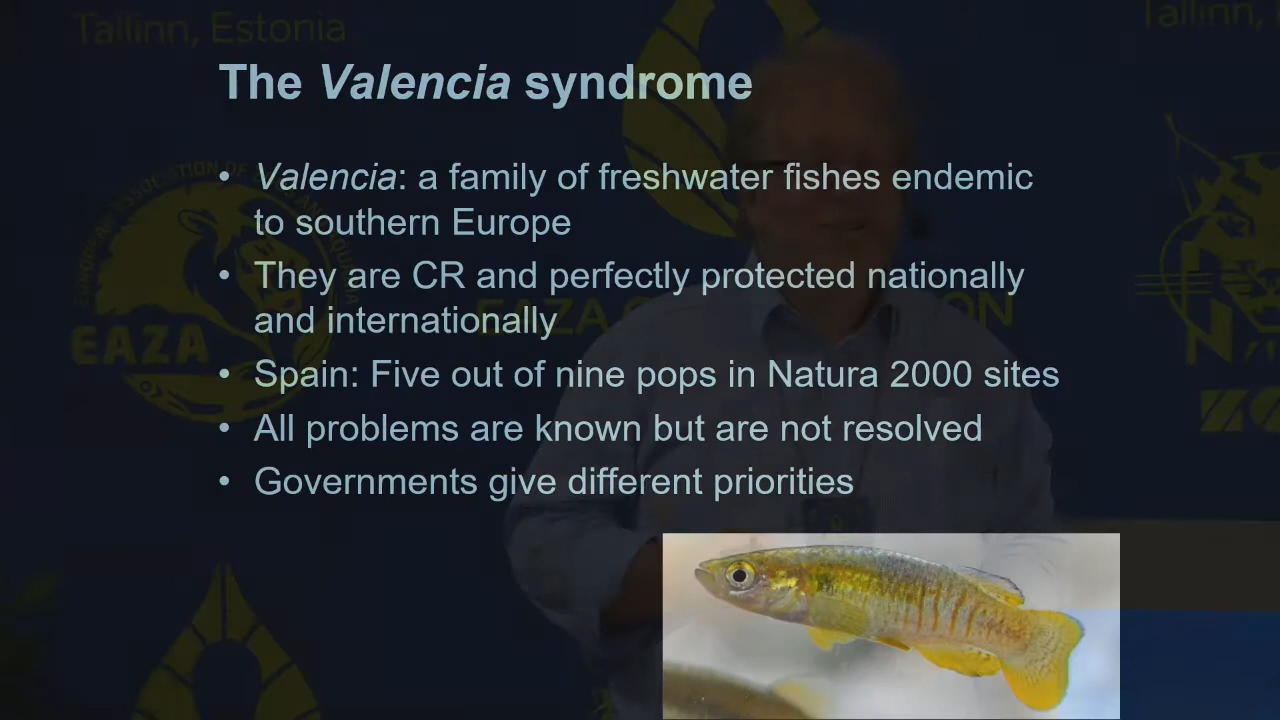 Tallinn, Estonia
Tallinn,
The Valencia syndrome
• Valencia: a family of freshwater fishes endemic
to southern Europe
• They are CR and perfectly protected nationally
and internationally
• Spain: Five out of nine pops in Natura 2000 sites
• All problems are known but are not resolved
• Governments give different priorities
EAZA